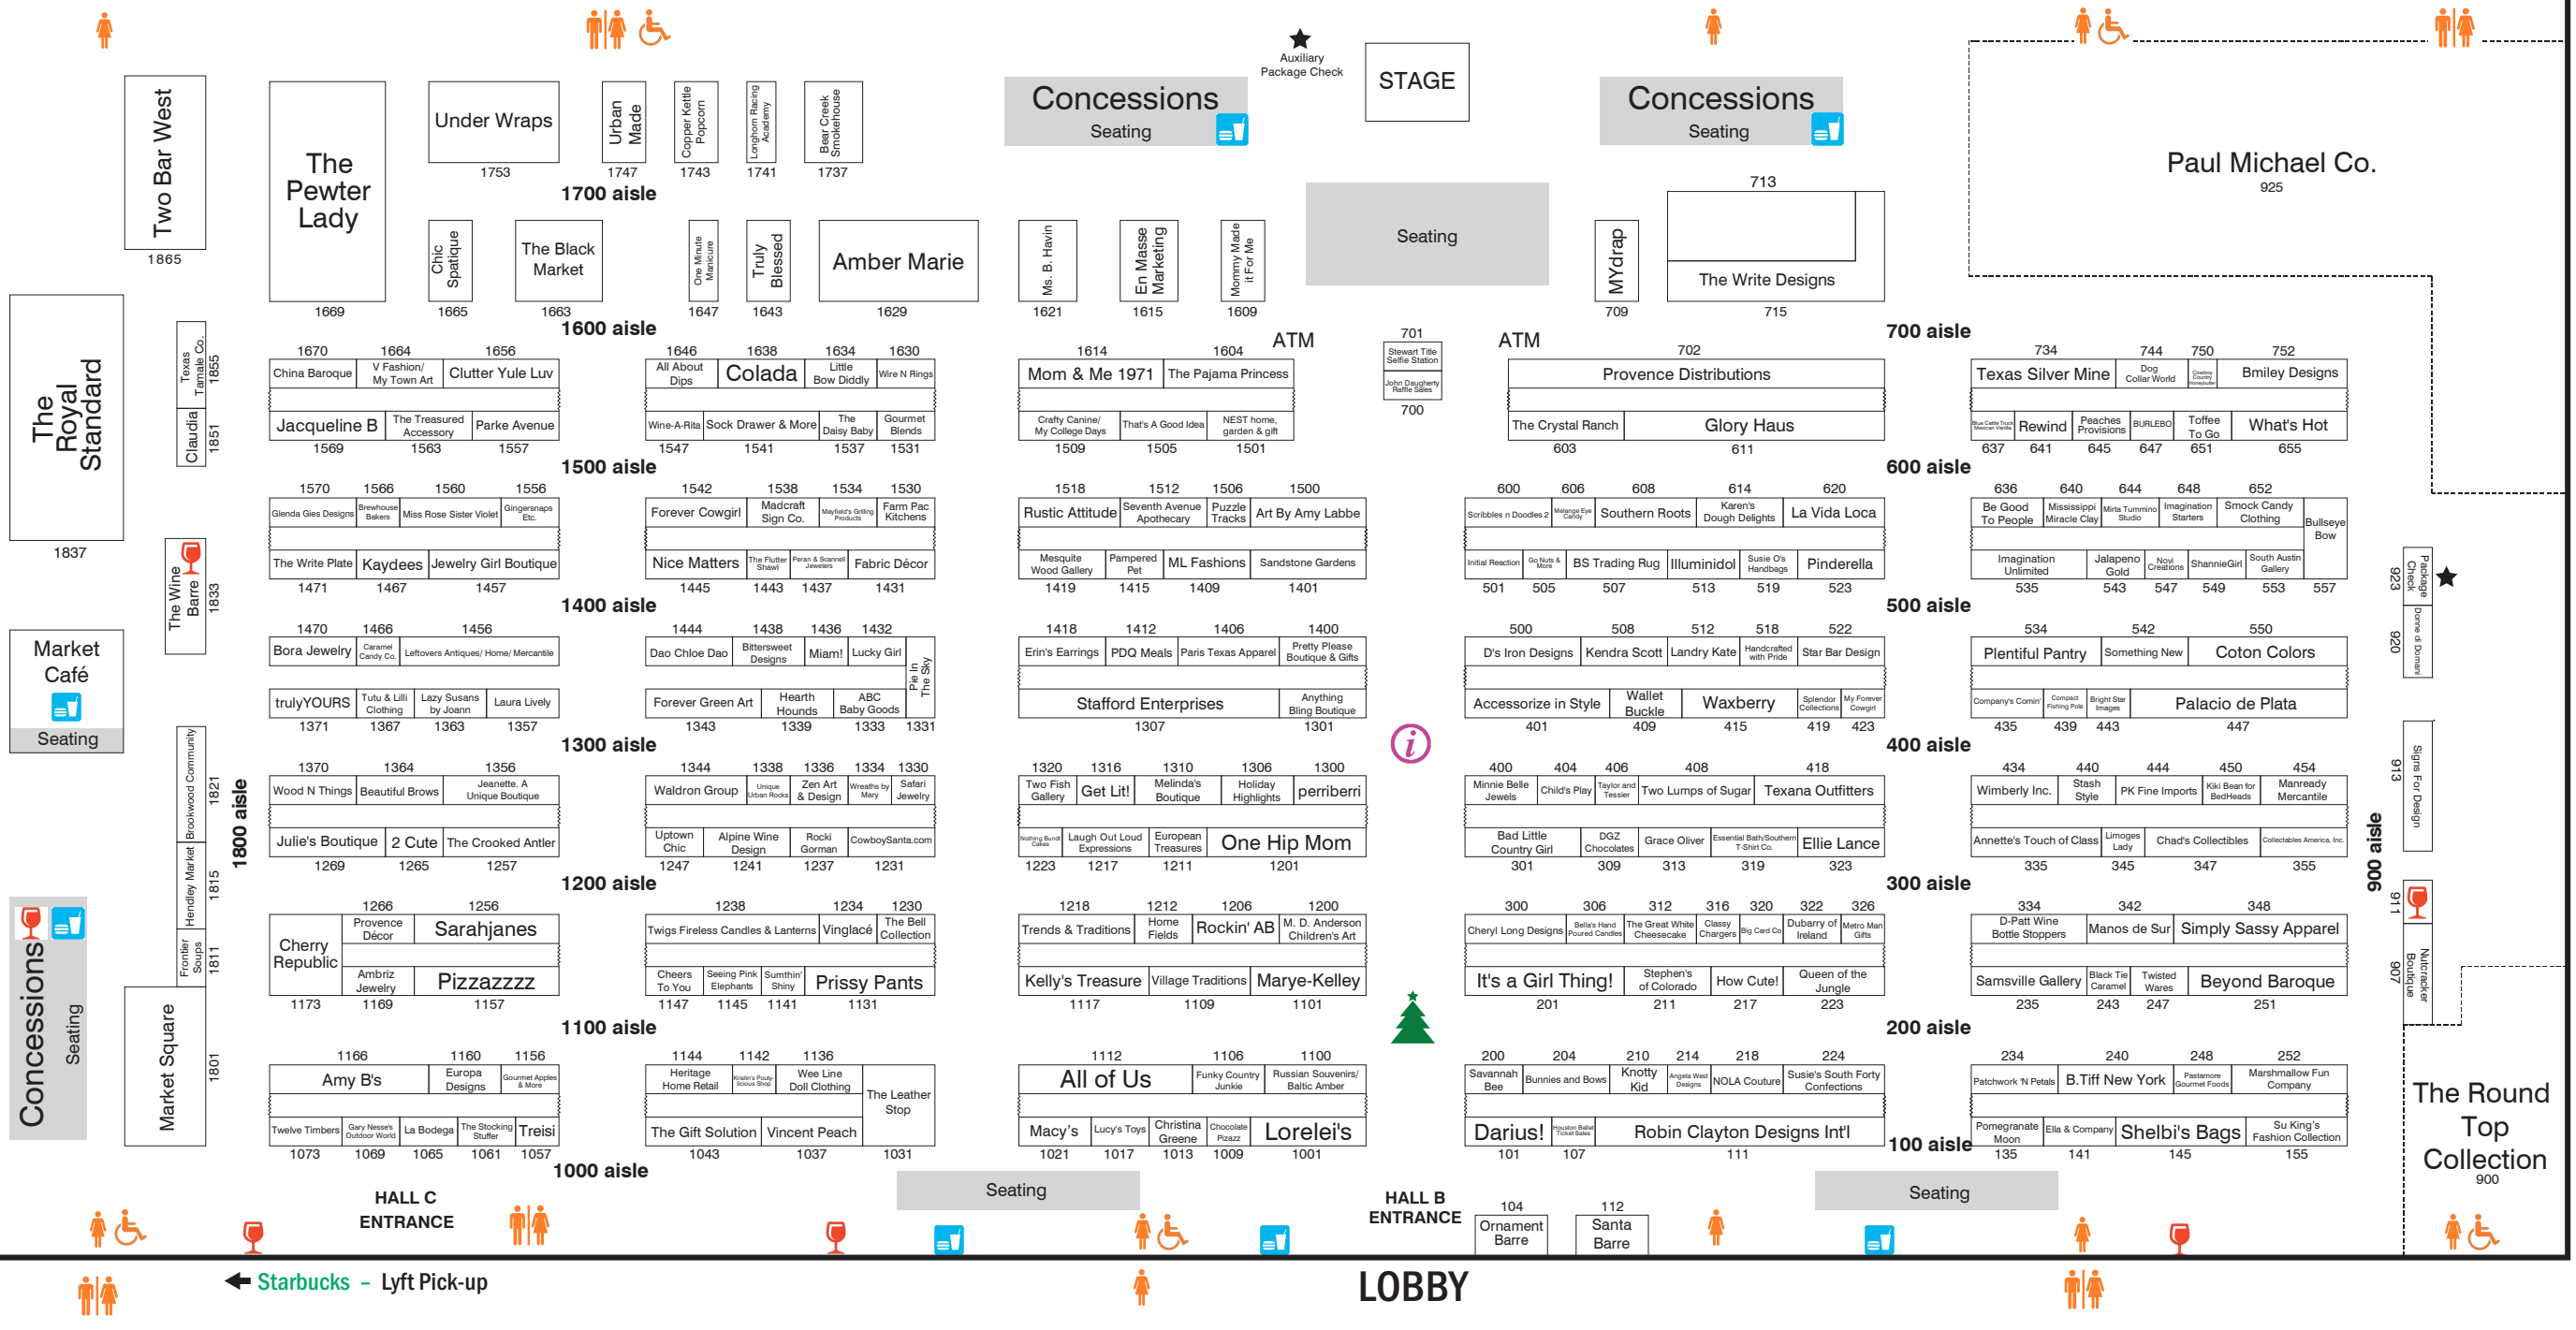 Auxiliary
Package Check
STAGE
Concessions
Seating
Concessions
Seating
Seating
Two Bar West
1865
The
Pewter
Lady
1669
Under Wraps
1753
Urban
Made
1747
Copper Kettle
Popcorn
1743
Longhorn Racing
Academy
1741
Bear Creek
Smokehouse
1737
1700 aisle
Chic
Spatique
1665
The Black
Market
1663
One Minute
Manicure
1647
Truly
Blessed
1643
Amber Marie
1629
Ms. B. Havin
1621
En Masse
Marketing
1615
Mommy Made
it For Me
1609
MYdrap
709
713
The Write Designs
715
Paul Michael Co.
925
1600 aisle
ATM
ATM
700 aisle
701
Stewart Title
Selfie Station
John Daugherty
Raffle Sales
700
The
Royal
Standard
1837
Texas
Tamale Co.
1855
Claudia
1851
The Wine
Barre
1833
Market
Café
Seating
Brookwood Community
1821
Hendley Market
1815
Frontier
Soups
1811
Market Square
1801
Concessions
Seating
1800 aisle
1670 1664 1656
China Baroque
V Fashion/
My Town Art
Clutter Yule Luv
Jacqueline B
The Treasured
Accessory
Parke Avenue
1569 1563 1557
1646 1638 1634 1630
All About
Dips
Colada
Little
Bow Diddly
Wire N Rings
Wine-A-Rita
Sock Drawer & More
The
Daisy Baby
Gourmet
Blends
1547 1541 1537 1531
1614 1604
Mom & Me 1971
The Pajama Princess
Crafty Canine/
My College Days
That's A Good Idea
NEST home,
garden & gift
1509 1505 1501
702
Provence Distributions
The Crystal Ranch
Glory Haus
603 611
734 744 750 752
Texas Silver Mine
Dog
Collar World
Cowboy
Country
Honeybutter
Bmiley Designs
Blue Cattle Truck
Mexican Vanilla
Rewind
Peaches
Provisions
BURLEBO
Toffee
To Go
What's Hot
637 641 645 647 651 655
1500 aisle
600 aisle
1570 1566 1560 1556
Glenda Gies Designs
Brewhouse
Bakers
Miss Rose Sister Violet
Gingersnaps
Etc.
The Write Plate
Kaydees
Jewelry Girl Boutique
1471 1467 1457
1542 1538 1534 1530
Forever Cowgirl
Madcraft
Sign Co.
Mayfield's Grilling
Products
Farm Pac
Kitchens
Nice Matters
The Flutter
Shawl
Peran & Scannell
Jewelers
Fabric Décor
1445 1443 1437 1431
1518 1512 1506 1500
Rustic Attitude
Seventh Avenue
Apothecary
Puzzle
Tracks
Art By Amy Labbe
Mesquite
Wood Gallery
Pampered
Pet
ML Fashions
Sandstone Gardens
1419 1415 1409 1401
600 606 608 614 620
Scribbles n Doodles 2
Melange Eye
Candy
Southern Roots
Karen's
Dough Delights
La Vida Loca
Initial Reaction
Go Nuts &
More
BS Trading Rug
Illuminidol
Susie O's
Handbags
Pinderella
501 505 507 513 519 523
636 640 644 648 652
Be Good
To People
Mississippi
Miracle Clay
Mirta Tummino
Studio
Imagination
Starters
Smock Candy
Clothing
Bullseye
Bow
Imagination
Unlimited
Jalapeno
Gold
Novi
Creations
ShannieGirl
South Austin
Gallery
535 543 547 549 553 557
1400 aisle
500 aisle
1470 1466 1456
Bora Jewelry
Caramel
Candy Co.
Leftovers Antiques/ Home/ Mercantile
trulyYOURS
Tutu & Lilli
Clothing
Lazy Susans
by Joann
Laura Lively
1371 1367 1363 1357
1444 1438 1436 1432
Dao Chloe Dao
Bittersweet
Designs
Miam!
Lucky Girl
Pie In
The Sky
Forever Green Art
Hearth
Hounds
ABC
Baby Goods
1343 1339 1333 1331
1418 1412 1406 1400
Erin's Earrings
PDQ Meals
Paris Texas Apparel
Pretty Please
Boutique & Gifts
Stafford Enterprises
Anything
Bling Boutique
1307 1301
500 508 512 518 522
D's Iron Designs
Kendra Scott
Landry Kate
Handcrafted
with Pride
Star Bar Design
Accessorize in Style
Wallet
Buckle
Waxberry
Splendor
Collections
My Forever
Cowgirl
401 409 415 419 423
534 542 550
Plentiful Pantry
Something New
Coton Colors
Company's Comin'
Compact
Fishing Pole
Bright Star
Images
Palacio de Plata
435 439 443 447
1300 aisle
i
400 aisle
1370 1364 1356
Wood N Things
Beautiful Brows
Jeanette. A
Unique Boutique
Julie's Boutique
2 Cute
The Crooked Antler
1269 1265 1257
1344 1338 1336 1334 1330
Waldron Group
Unique
Urban Rocks
Zen Art
& Design
Wreaths by
Mary
Safari
Jewelry
Uptown
Chic
Alpine Wine
Design
Rocki
Gorman
CowboySanta.com
1247 1241 1237 1231
1320 1316 1310 1306 1300
Two Fish
Gallery
Get Lit!
Melinda's
Boutique
Holiday
Highlights
perriberri
Nothing Bundt
Cakes
Laugh Out Loud
Expressions
European
Treasures
One Hip Mom
1223 1217 1211 1201
400 404 406 408 418
Minnie Belle
Jewels
Child's Play
Taylor and
Tessier
Two Lumps of Sugar
Texana Outfitters
Bad Little
Country Girl
DGZ
Chocolates
Grace Oliver
Essential Bath/Southern
T-Shirt Co.
Ellie Lance
301 309 313 319 323
434 440 444 450 454
Wimberly Inc.
Stash
Style
PK Fine Imports
Kiki Bean for
BedHeads
Manready
Mercantile
Annette's Touch of Class
Limoges
Lady
Chad's Collectibles
Collectables America, Inc.
335 345 347 355
1200 aisle
300 aisle
1266 1256
Cherry
Republic
Provence
Décor
Sarahjanes
Ambriz
Jewelry
Pizzazzzz
1173 1169 1157
1238 1234 1230
Twigs Fireless Candles & Lanterns
Vinglacé
The Bell
Collection
Cheers
To You
Seeing Pink
Elephants
Sumthin'
Shiny
Prissy Pants
1147 1145 1141 1131
1218 1212 1206 1200
Trends & Traditions
Home
Fields
Rockin' AB
M. D. Anderson
Children's Art
Kelly's Treasure
Village Traditions
Marye-Kelley
1117 1109 1101
300 306 312 316 320 322 326
Cheryl Long Designs
Bella's Hand
Poured Candles
The Great White
Cheesecake
Classy
Chargers
Big Card Co
Dubarry of
Ireland
Metro Man
Gifts
It's a Girl Thing!
Stephen's
of Colorado
How Cute!
Queen of the
Jungle
201 211 217 223
334 342 348
D-Patt Wine
Bottle Stoppers
Manos de Sur
Simply Sassy Apparel
Samsville Gallery
Black Tie
Caramel
Twisted
Wares
Beyond Baroque
235 243 247 251
1100 aisle
200 aisle
1166 1160 1156
Amy B's
Europa
Designs
Gourmet Apples
& More
Twelve Timbers
Gary Nesse's
Outdoor World
La Bodega
The Stocking
Stuffer
Treisi
1073 1069 1065 1061 1057
1144 1142 1136
Heritage
Home Retail
Kristin's Pouty-
licious Shop
Wee Line
Doll Clothing
The Leather
Stop
The Gift Solution
Vincent Peach
1043 1037 1031
1112 1106 1100
All of Us
Funky Country
Junkie
Russian Souvenirs/
Baltic Amber
Macy's
Lucy's Toys
Christina
Greene
Chocolate
Pizazz
Lorelei's
1021 1017 1013 1009 1001
200 204 210 214 218 224
Savannah
Bee
Bunnies and Bows
Knotty
Kid
Angela West
Designs
NOLA Couture
Susie's South Forty
Confections
Darius!
Houston Ballet
Ticket Sales
Robin Clayton Designs Int'l
101 107 111
234 240 248 252
Patchwork 'N Petals
B.Tiff New York
Pastamore
Gourmet Foods
Marshmallow Fun
Company
Pomegranate
Moon
Ella & Company
Shelbi's Bags
Su King's
Fashion Collection
135 141 145 155
1000 aisle
100 aisle
900 aisle
Package
Check
923
Donne di Domani
920
Signs For Design
913
911
Nutcracker
Boutique
907
The Round
Top
Collection
900
HALL C
ENTRANCE
Seating
HALL B
ENTRANCE
104
Ornament
Barre
112
Santa
Barre
Seating
Starbucks – Lyft Pick-up
LOBBY